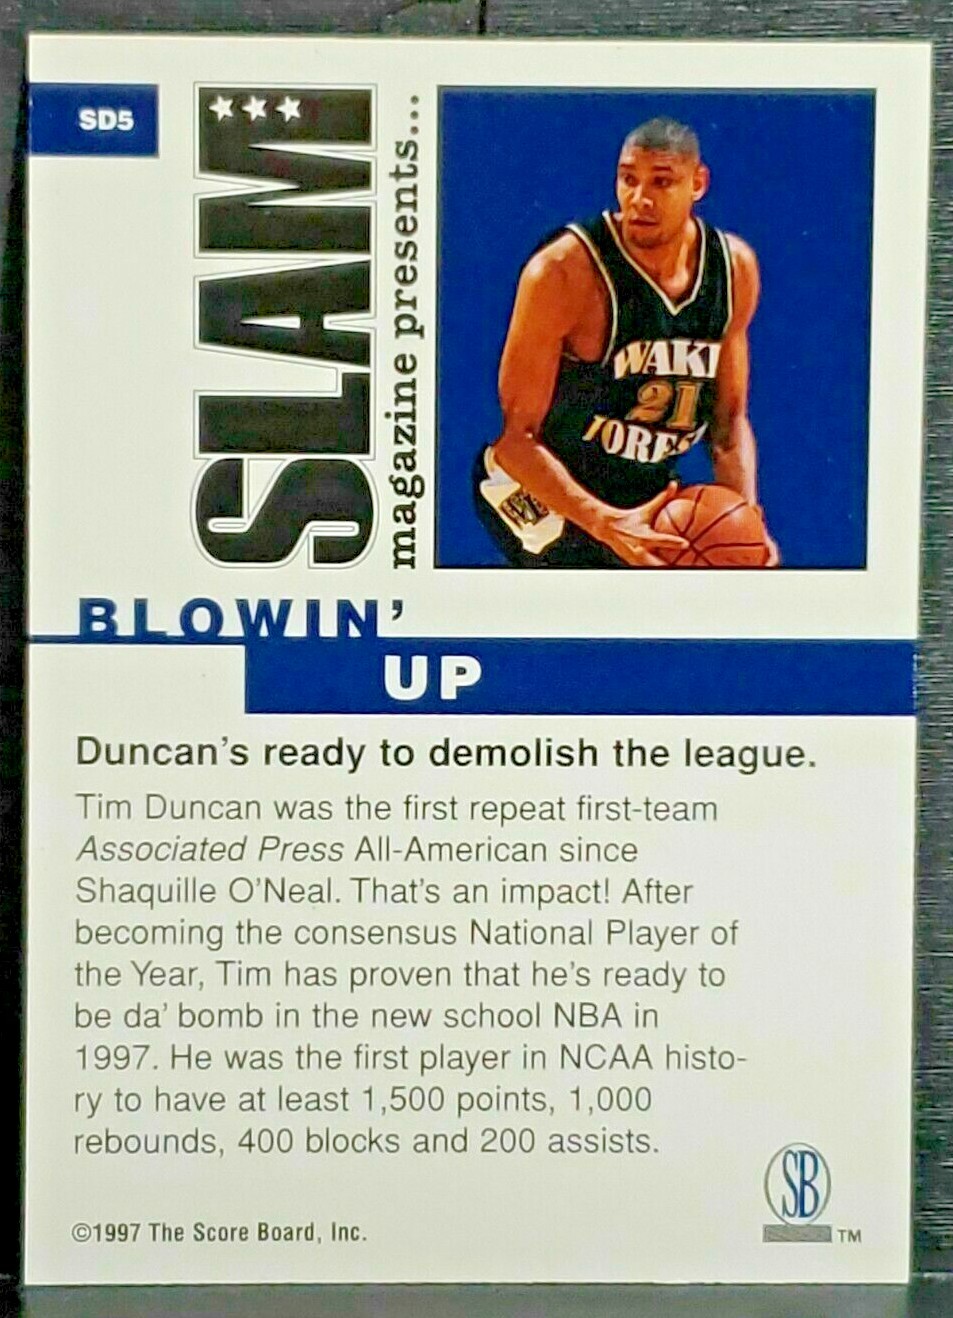 SD5
SLAM
magazine presents...
WAKE
21
FORES
BLOWIN'
UP
Duncan's ready to demolish the league.
Tim Duncan was the first repeat first-team
Associated Press All-American since
Shaquille O'Neal. That's an impact! After
becoming the consensus National Player of
the Year, Tim has proven that he's ready to
be da' bomb in the new school NBA in
1997. He was the first player in NCAA histo-
ry to have at least 1,500 points, 1,000
rebounds, 400 blocks and 200 assists.
SB
©1997 The Score Board, Inc.
TM